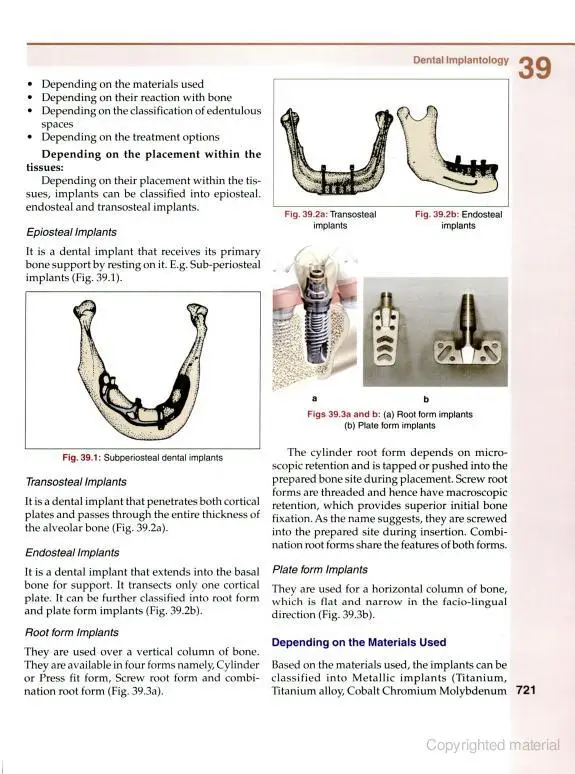 Dental Implantology
39
• Depending on the materials used
• Depending on their reaction with bone
• Depending on the classification of edentulous
spaces
• Depending on the treatment options
Depending on the placement within the
tissues:
Depending on their placement within the tis-
sues, implants can be classified into epiosteal.
endosteal and transosteal implants.
Epiosteal Implants
It is a dental implant that receives its primary
bone support by resting on it. E.g. Sub-periosteal
implants (Fig. 39.1).
Fig. 39.1: Subperiosteal dental implants
Transosteal Implants
It is a dental implant that penetrates both cortical
plates and passes through the entire thickness of
the alveolar bone (Fig. 39.2a).
Endosteal Implants
It is a dental implant that extends into the basal
bone for support. It transects only one cortical
plate. It can be further classified into root form
and plate form implants (Fig. 39.2b).
Root form Implants
They are used over a vertical column of bone.
They are available in four forms namely, Cylinder
or Press fit form, Screw root form and combi-
nation root form (Fig. 39.3a).
Fig. 39.2a: Transosteal
implants
Fig. 39.2b: Endosteal
implants
a
b
Figs 39.3a and b: (a) Root form implants
(b) Plate form implants
The cylinder root form depends on micro-
scopic retention and is tapped or pushed into the
prepared bone site during placement. Screw root
forms are threaded and hence have macroscopic
retention, which provides superior initial bone
fixation. As the name suggests, they are screwed
into the prepared site during insertion. Combi-
nation root forms share the features of both forms.
Plate form Implants
They are used for a horizontal column of bone,
which is flat and narrow in the facio-lingual
direction (Fig. 39.3b).
Depending on the Materials Used
Based on the materials used, the implants can be
classified into Metallic implants (Titanium,
Titanium alloy, Cobalt Chromium Molybdenum
721
Copyrighted material